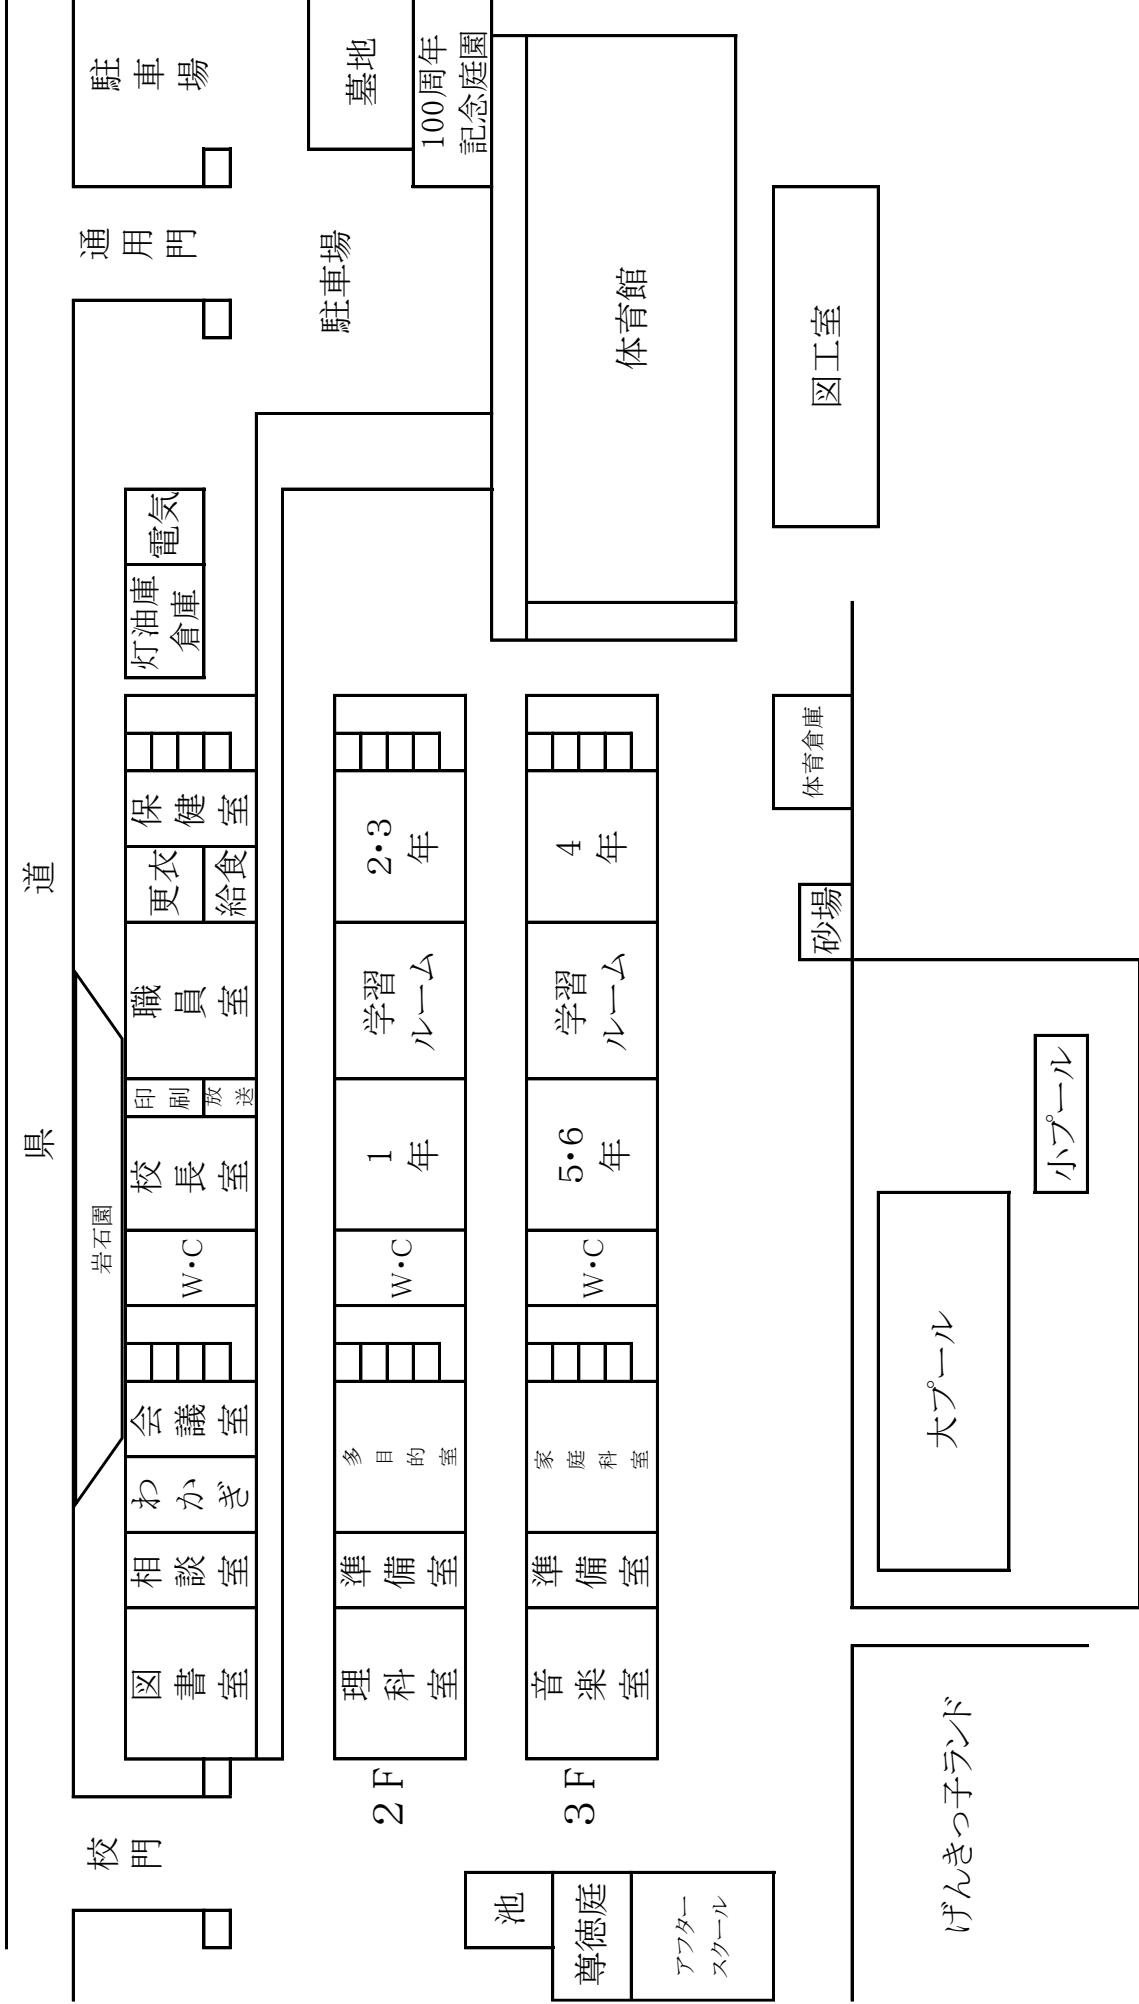 県道
校門
通用門
駐車場
岩石園
図書室
相談室
わかぎ
会議室
W・C
校長室
印刷
放送
職員室
更衣
給食
保健室
灯油庫
倉庫
電気
駐車場
墓地
100周年
記念庭園
2F
理科室
準備室
多目的室
W・C
1年
学習
ルーム
2・3年
3F
音楽室
準備室
家庭科室
W・C
5・6年
学習
ルーム
4年
体育館
池
尊徳庭
アフター
スクール
砂場
体育倉庫
図工室
げんきっ子ランド
大プール
小プール